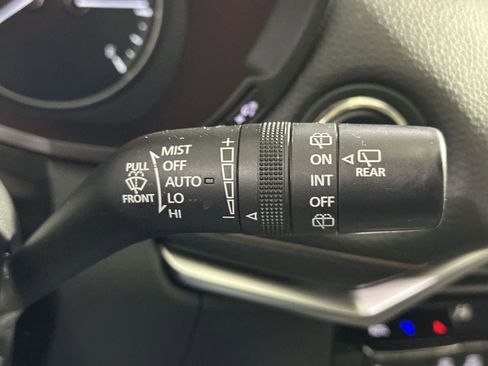 MIST
PULL OFF
AUTO
FRONT LO
HI
+
-
ON
INT
OFF
REAR